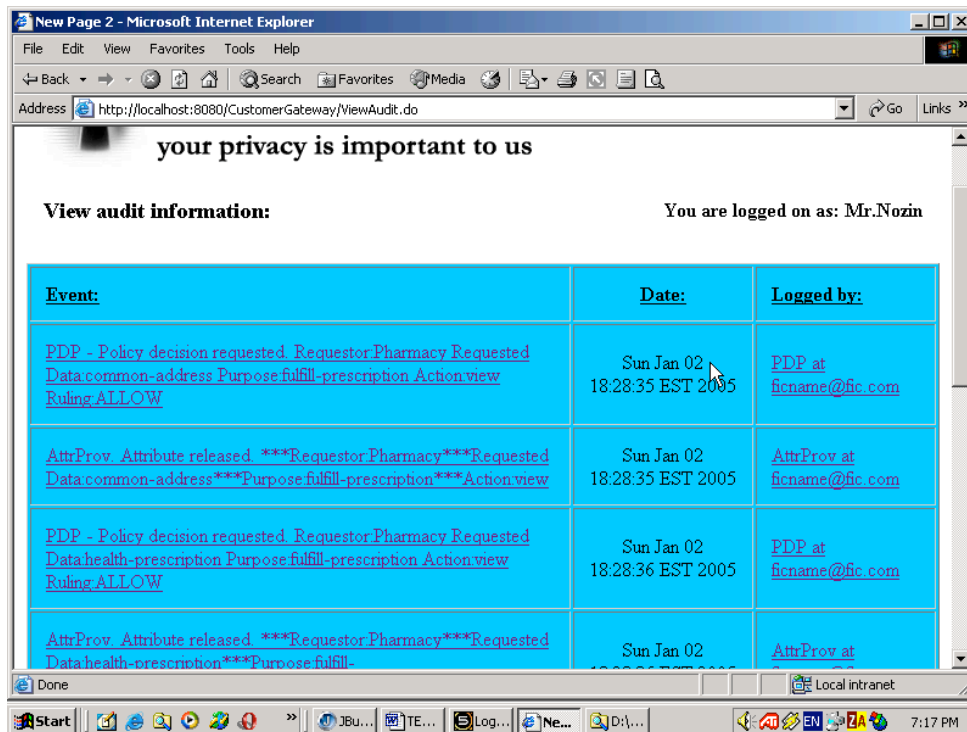 New Page 2 - Microsoft Internet Explorer
File Edit View Favorites Tools Help
Back Search Favorites Media
Address http://localhost:8080/CustomerGateway/ViewAudit.do Go Links »
your privacy is important to us
View audit information: You are logged on as: Mr.Nozin
Event: Date: Logged by:
PDP - Policy decision requested. Requestor:Pharmacy Requested
Data:common-address Purpose:fulfill-prescription Action:view
Ruling:ALLOW
Sun Jan 02
18:28:35 EST 2005
PDP at
ficname@fic.com
AttrProv. Attribute released. ***Requestor:Pharmacy***Requested
Data:common-address***Purpose:fulfill-prescription***Action:view
Sun Jan 02
18:28:35 EST 2005
AttrProv at
ficname@fic.com
PDP - Policy decision requested. Requestor:Pharmacy Requested
Data:health-prescription Purpose:fulfill-prescription Action:view
Ruling:ALLOW
Sun Jan 02
18:28:36 EST 2005
PDP at
ficname@fic.com
AttrProv. Attribute released. ***Requestor:Pharmacy***Requested
Data:health-prescription***Purpose:fulfill-
Sun Jan 02
AttrProv at
Done Local intranet
Start » JBu... TE... Log... Ne... D:\... EN ZA 7:17 PM